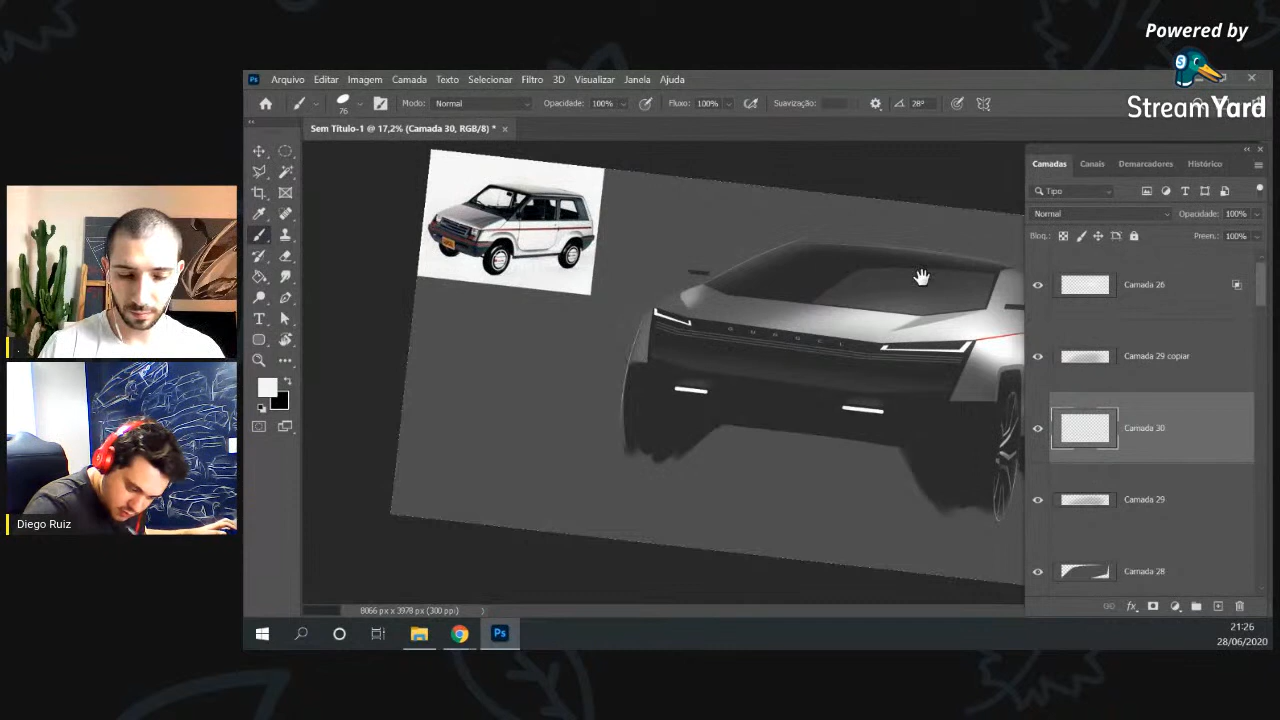 Powered by
StreamYard
Arquivo Editar Imagem Camada Texto Selecionar Filtro 3D Visualizar Janela Ajuda
76 Modo: Normal Opacidade: 100% Fluxo: 100% Suavização: 28°
Sem Título-1 @ 17,2% (Camada 30, RGB/8) *
Camadas Canais Demarcadores Histórico
Tipo
Normal Opacidade: 100%
Bloq.: Preen.: 100%
Camada 26
Camada 29 copiar
Camada 30
Camada 29
Camada 28
Diego Ruiz
8066 px x 3978 px (300 ppi)
Ps
21:26
28/06/2020